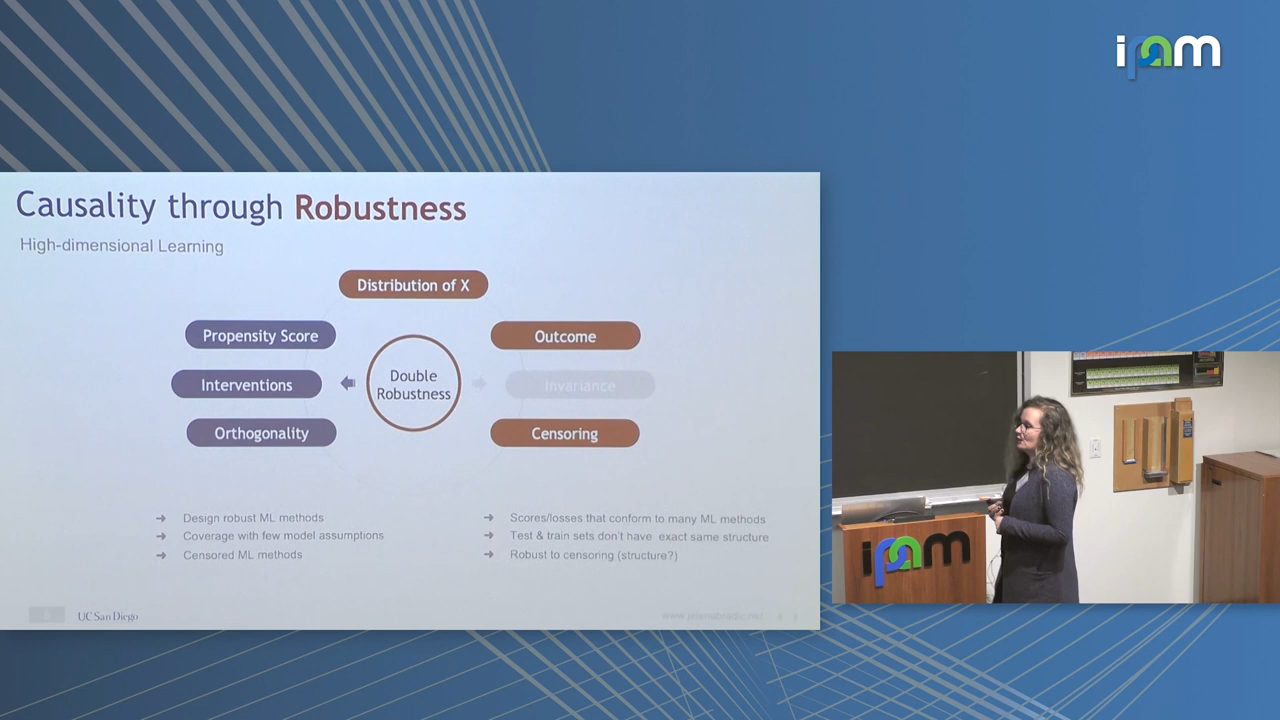 ipam
Causality through Robustness
High-dimensional Learning
Distribution of X
Propensity Score
Outcome
Interventions
Double
Robustness
Invariance
Orthogonality
Censoring
➔ Design robust ML methods
➔ Coverage with few model assumptions
➔ Censored ML methods
➔ Scores/losses that conform to many ML methods
➔ Test & train sets don't have exact same structure
➔ Robust to censoring (structure?)
UC San Diego
ipam